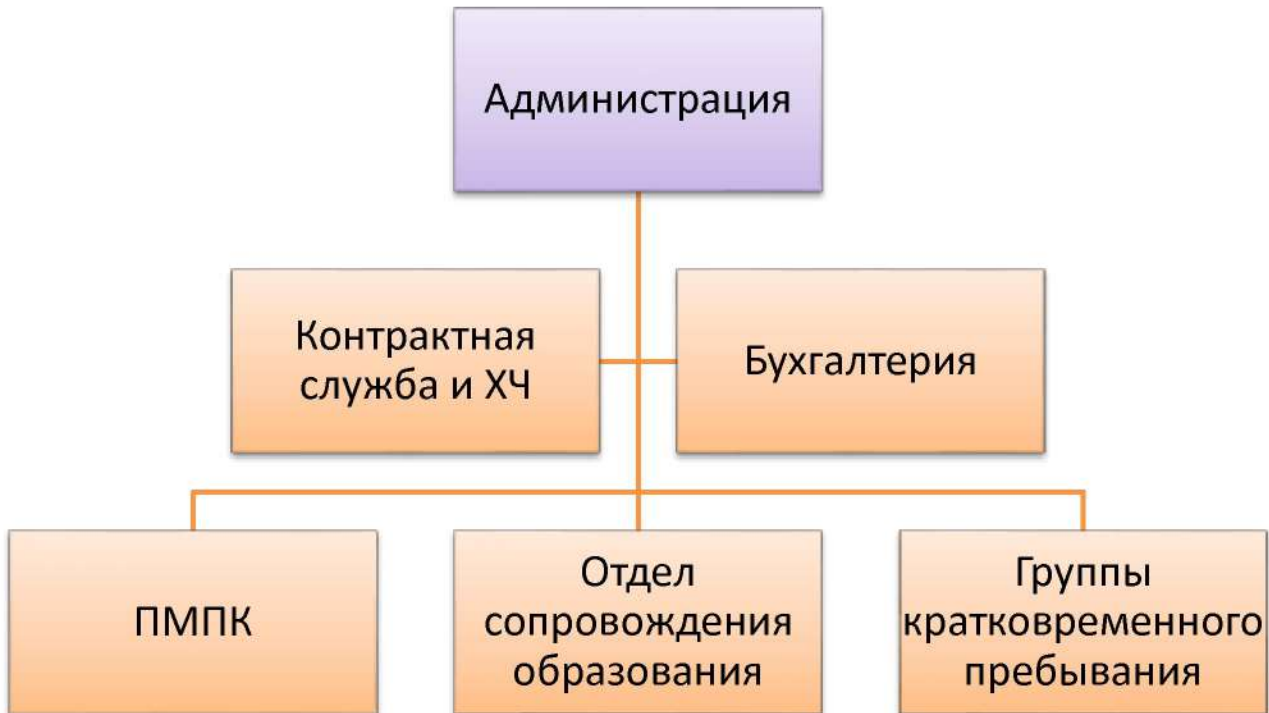 Администрация
Контрактная
служба и ХЧ
Бухгалтерия
ПМПК
Отдел
сопровождения
образования
Группы
кратковременного
пребывания